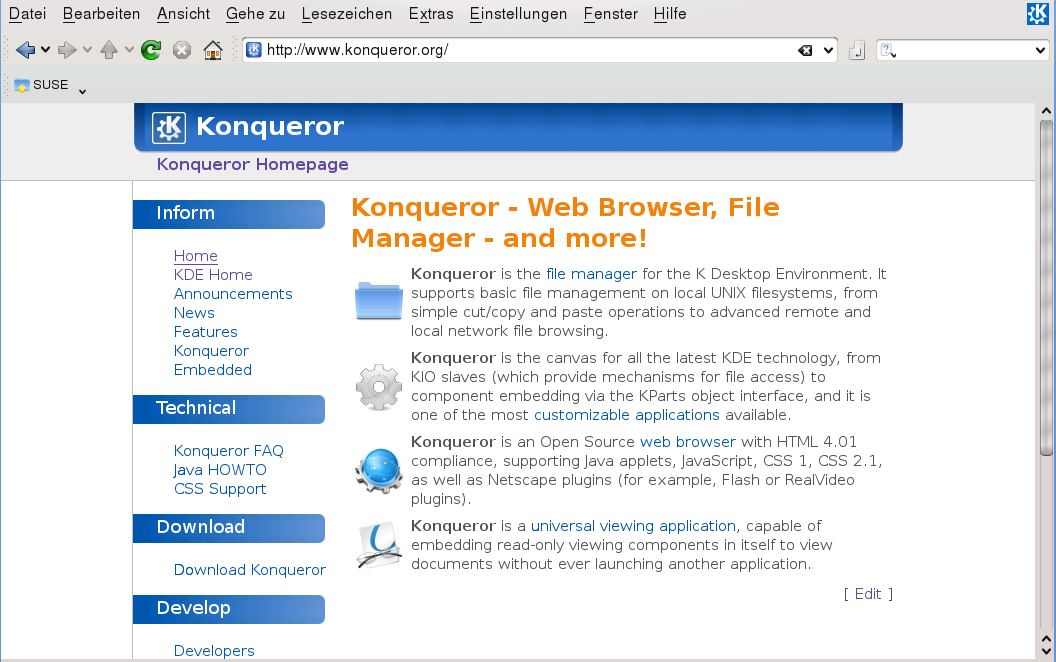 Datei Bearbeiten Ansicht Gehe zu Lesezeichen Extras Einstellungen Fenster Hilfe
http://www.konqueror.org/
SUSE
Konqueror
Konqueror Homepage
Inform
Home
KDE Home
Announcements
News
Features
Konqueror
Embedded
Technical
Konqueror FAQ
Java HOWTO
CSS Support
Download
Download Konqueror
Develop
Developers
Konqueror - Web Browser, File
Manager - and more!
Konqueror is the file manager for the K Desktop Environment. It
supports basic file management on local UNIX filesystems, from
simple cut/copy and paste operations to advanced remote and
local network file browsing.
Konqueror is the canvas for all the latest KDE technology, from
KIO slaves (which provide mechanisms for file access) to
component embedding via the KParts object interface, and it is
one of the most customizable applications available.
Konqueror is an Open Source web browser with HTML 4.01
compliance, supporting Java applets, JavaScript, CSS 1, CSS 2.1,
as well as Netscape plugins (for example, Flash or RealVideo
plugins).
Konqueror is a universal viewing application, capable of
embedding read-only viewing components in itself to view
documents without ever launching another application.
[ Edit ]